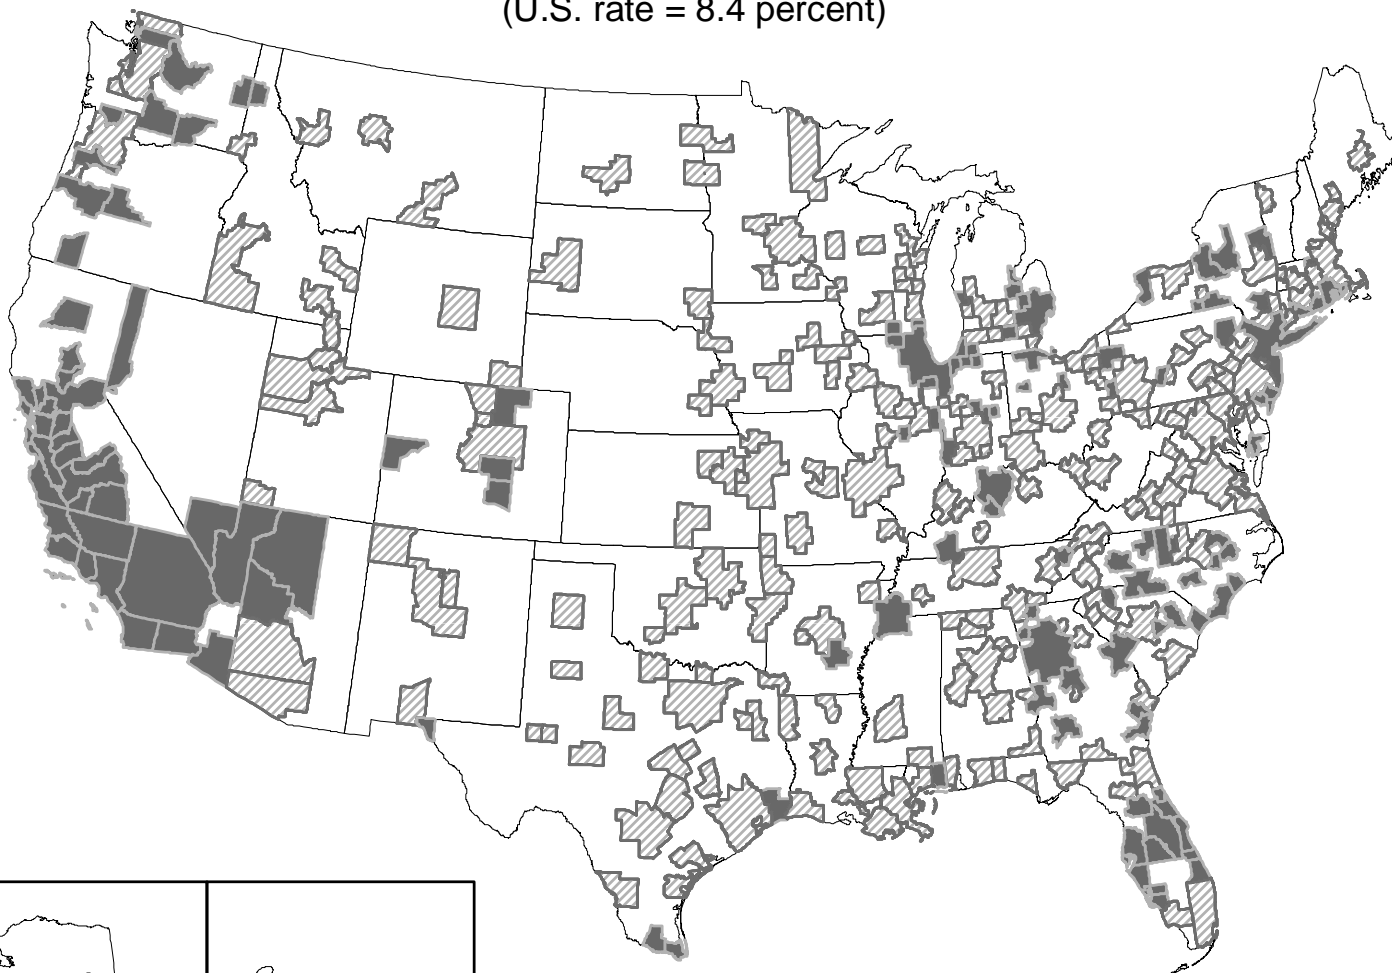 (U.S. rate = 8.4 percent)